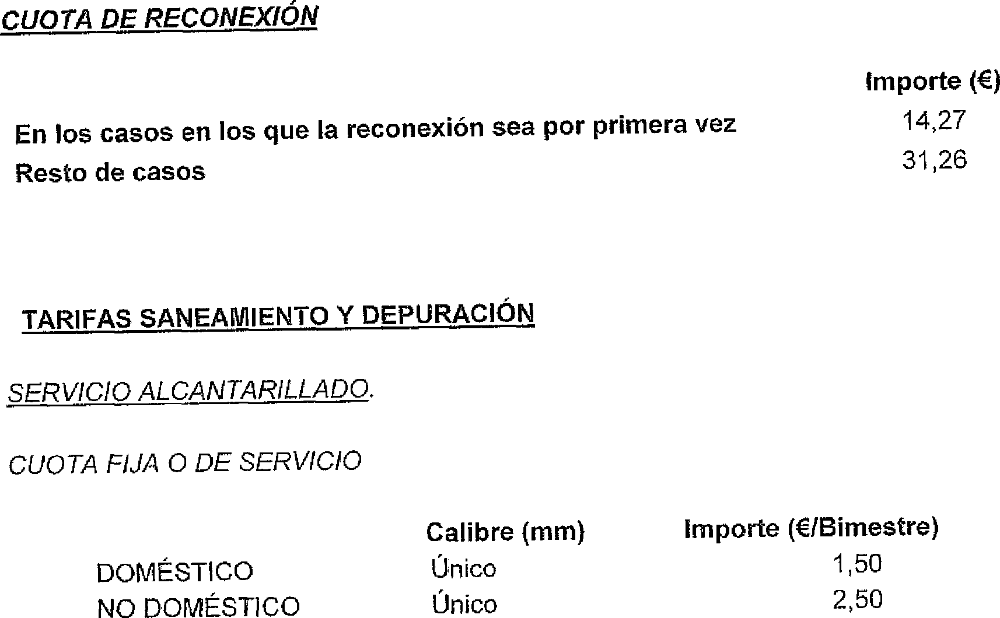 CUOTA DE RECONEXIÓN
Importe (€)
En los casos en los que la reconexión sea por primera vez 14,27
Resto de casos 31,26
TARIFAS SANEAMIENTO Y DEPURACIÓN
SERVICIO ALCANTARILLADO.
CUOTA FIJA O DE SERVICIO
Calibre (mm) Importe (€/Bimestre)
DOMÉSTICO Único 1,50
NO DOMÉSTICO Único 2,50